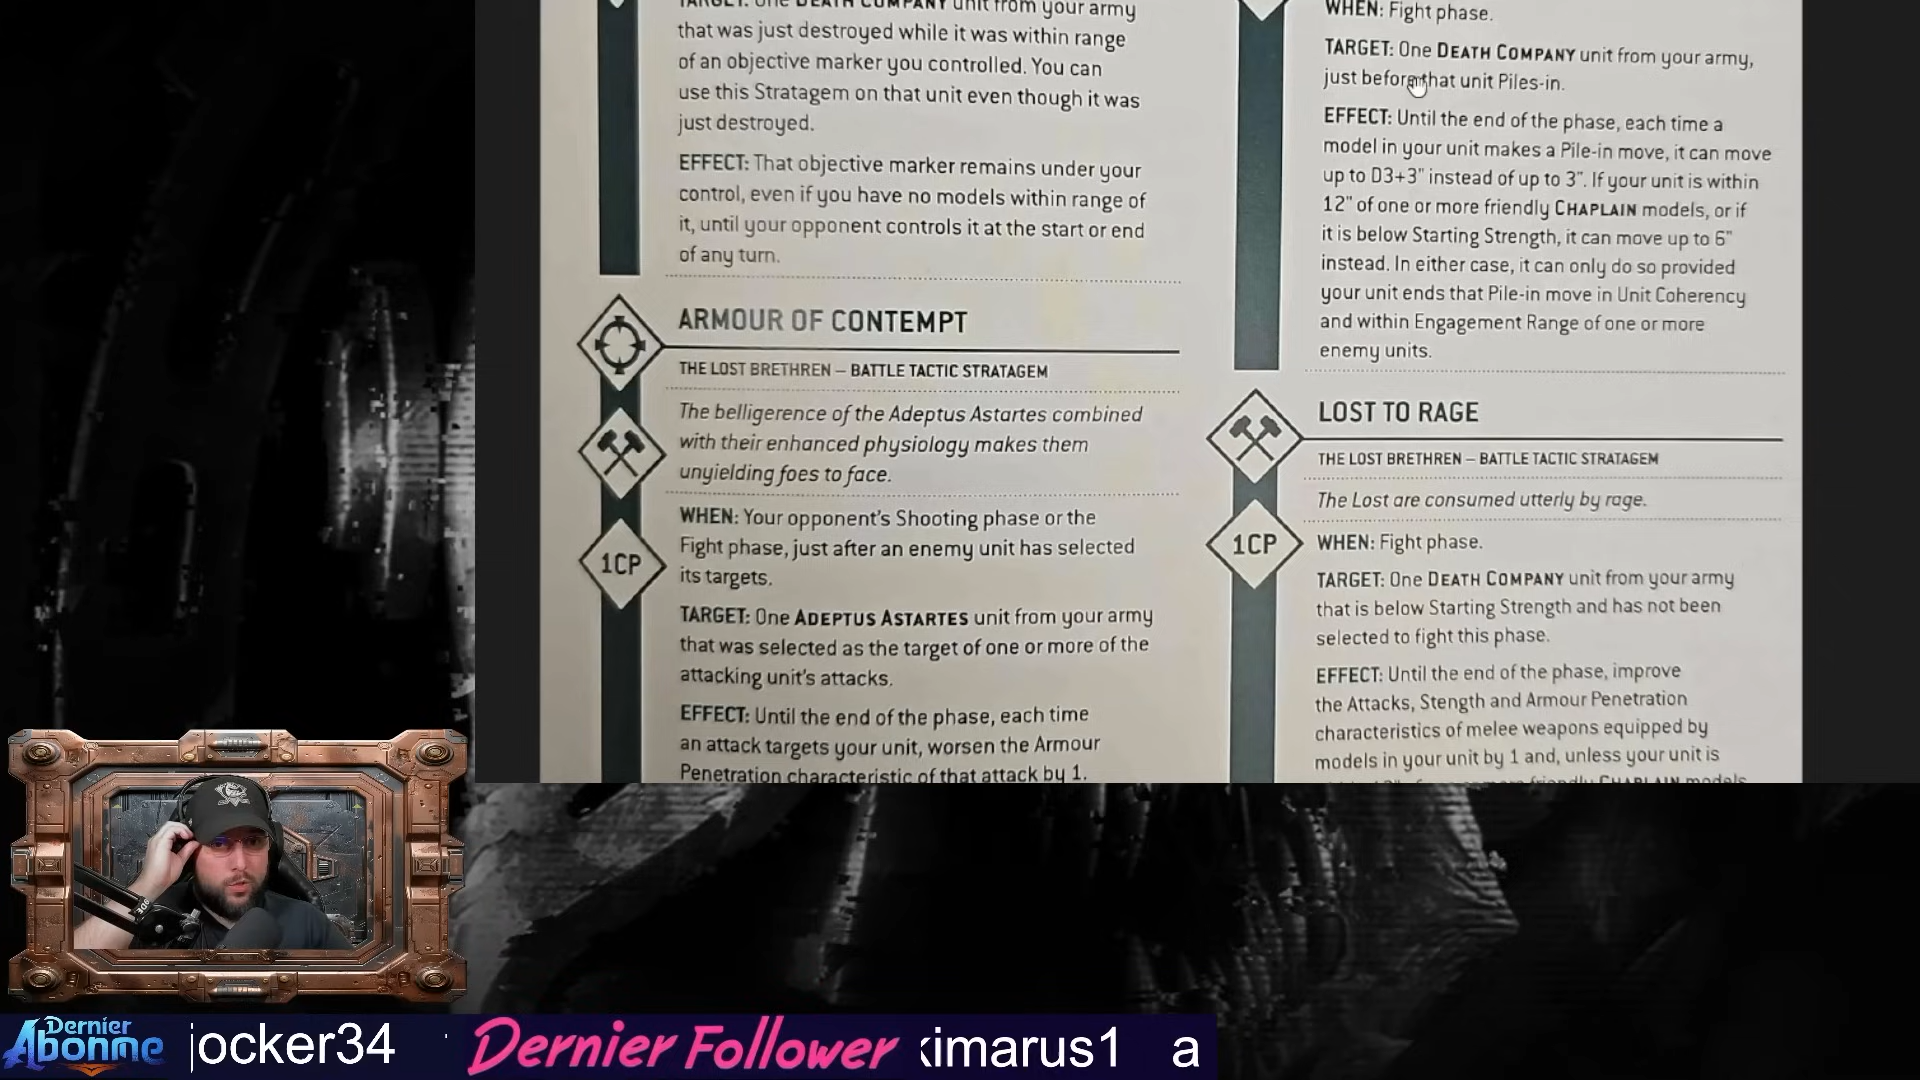 TARGET: One DEATH COMPANY unit from your army
that was just destroyed while it was within range
of an objective marker you controlled. You can
use this Stratagem on that unit even though it was
just destroyed.
EFFECT: That objective marker remains under your
control, even if you have no models within range of
it, until your opponent controls it at the start or end
of any turn.
ARMOUR OF CONTEMPT
THE LOST BRETHREN – BATTLE TACTIC STRATAGEM
The belligerence of the Adeptus Astartes combined
with their enhanced physiology makes them
unyielding foes to face.
1CP
WHEN: Your opponent's Shooting phase or the
Fight phase, just after an enemy unit has selected
its targets.
TARGET: One ADEPTUS ASTARTES unit from your army
that was selected as the target of one or more of the
attacking unit's attacks.
EFFECT: Until the end of the phase, each time
an attack targets your unit, worsen the Armour
Penetration characteristic of that attack by 1.
WHEN: Fight phase.
TARGET: One DEATH COMPANY unit from your army,
just before that unit Piles-in.
EFFECT: Until the end of the phase, each time a
model in your unit makes a Pile-in move, it can move
up to D3+3" instead of up to 3". If your unit is within
12" of one or more friendly CHAPLAIN models, or if
it is below Starting Strength, it can move up to 6"
instead. In either case, it can only do so provided
your unit ends that Pile-in move in Unit Coherency
and within Engagement Range of one or more
enemy units.
LOST TO RAGE
THE LOST BRETHREN – BATTLE TACTIC STRATAGEM
The Lost are consumed utterly by rage.
1CP
WHEN: Fight phase.
TARGET: One DEATH COMPANY unit from your army
that is below Starting Strength and has not been
selected to fight this phase.
EFFECT: Until the end of the phase, improve
the Attacks, Stength and Armour Penetration
characteristics of melee weapons equipped by
models in your unit by 1 and, unless your unit is
friendly CHAPLAIN models
Dernier
Abonné
jocker34
Dernier Follower
kimarus1 a